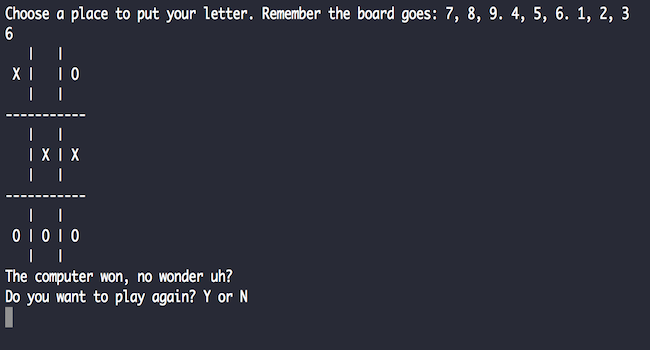 Choose a place to put your letter. Remember the board goes: 7, 8, 9. 4, 5, 6. 1, 2, 3
6
   |   |
 X |   | O
   |   |
-----------
   |   |
   | X | X
   |   |
-----------
   |   |
 O | O | O
   |   |
The computer won, no wonder uh?
Do you want to play again? Y or N